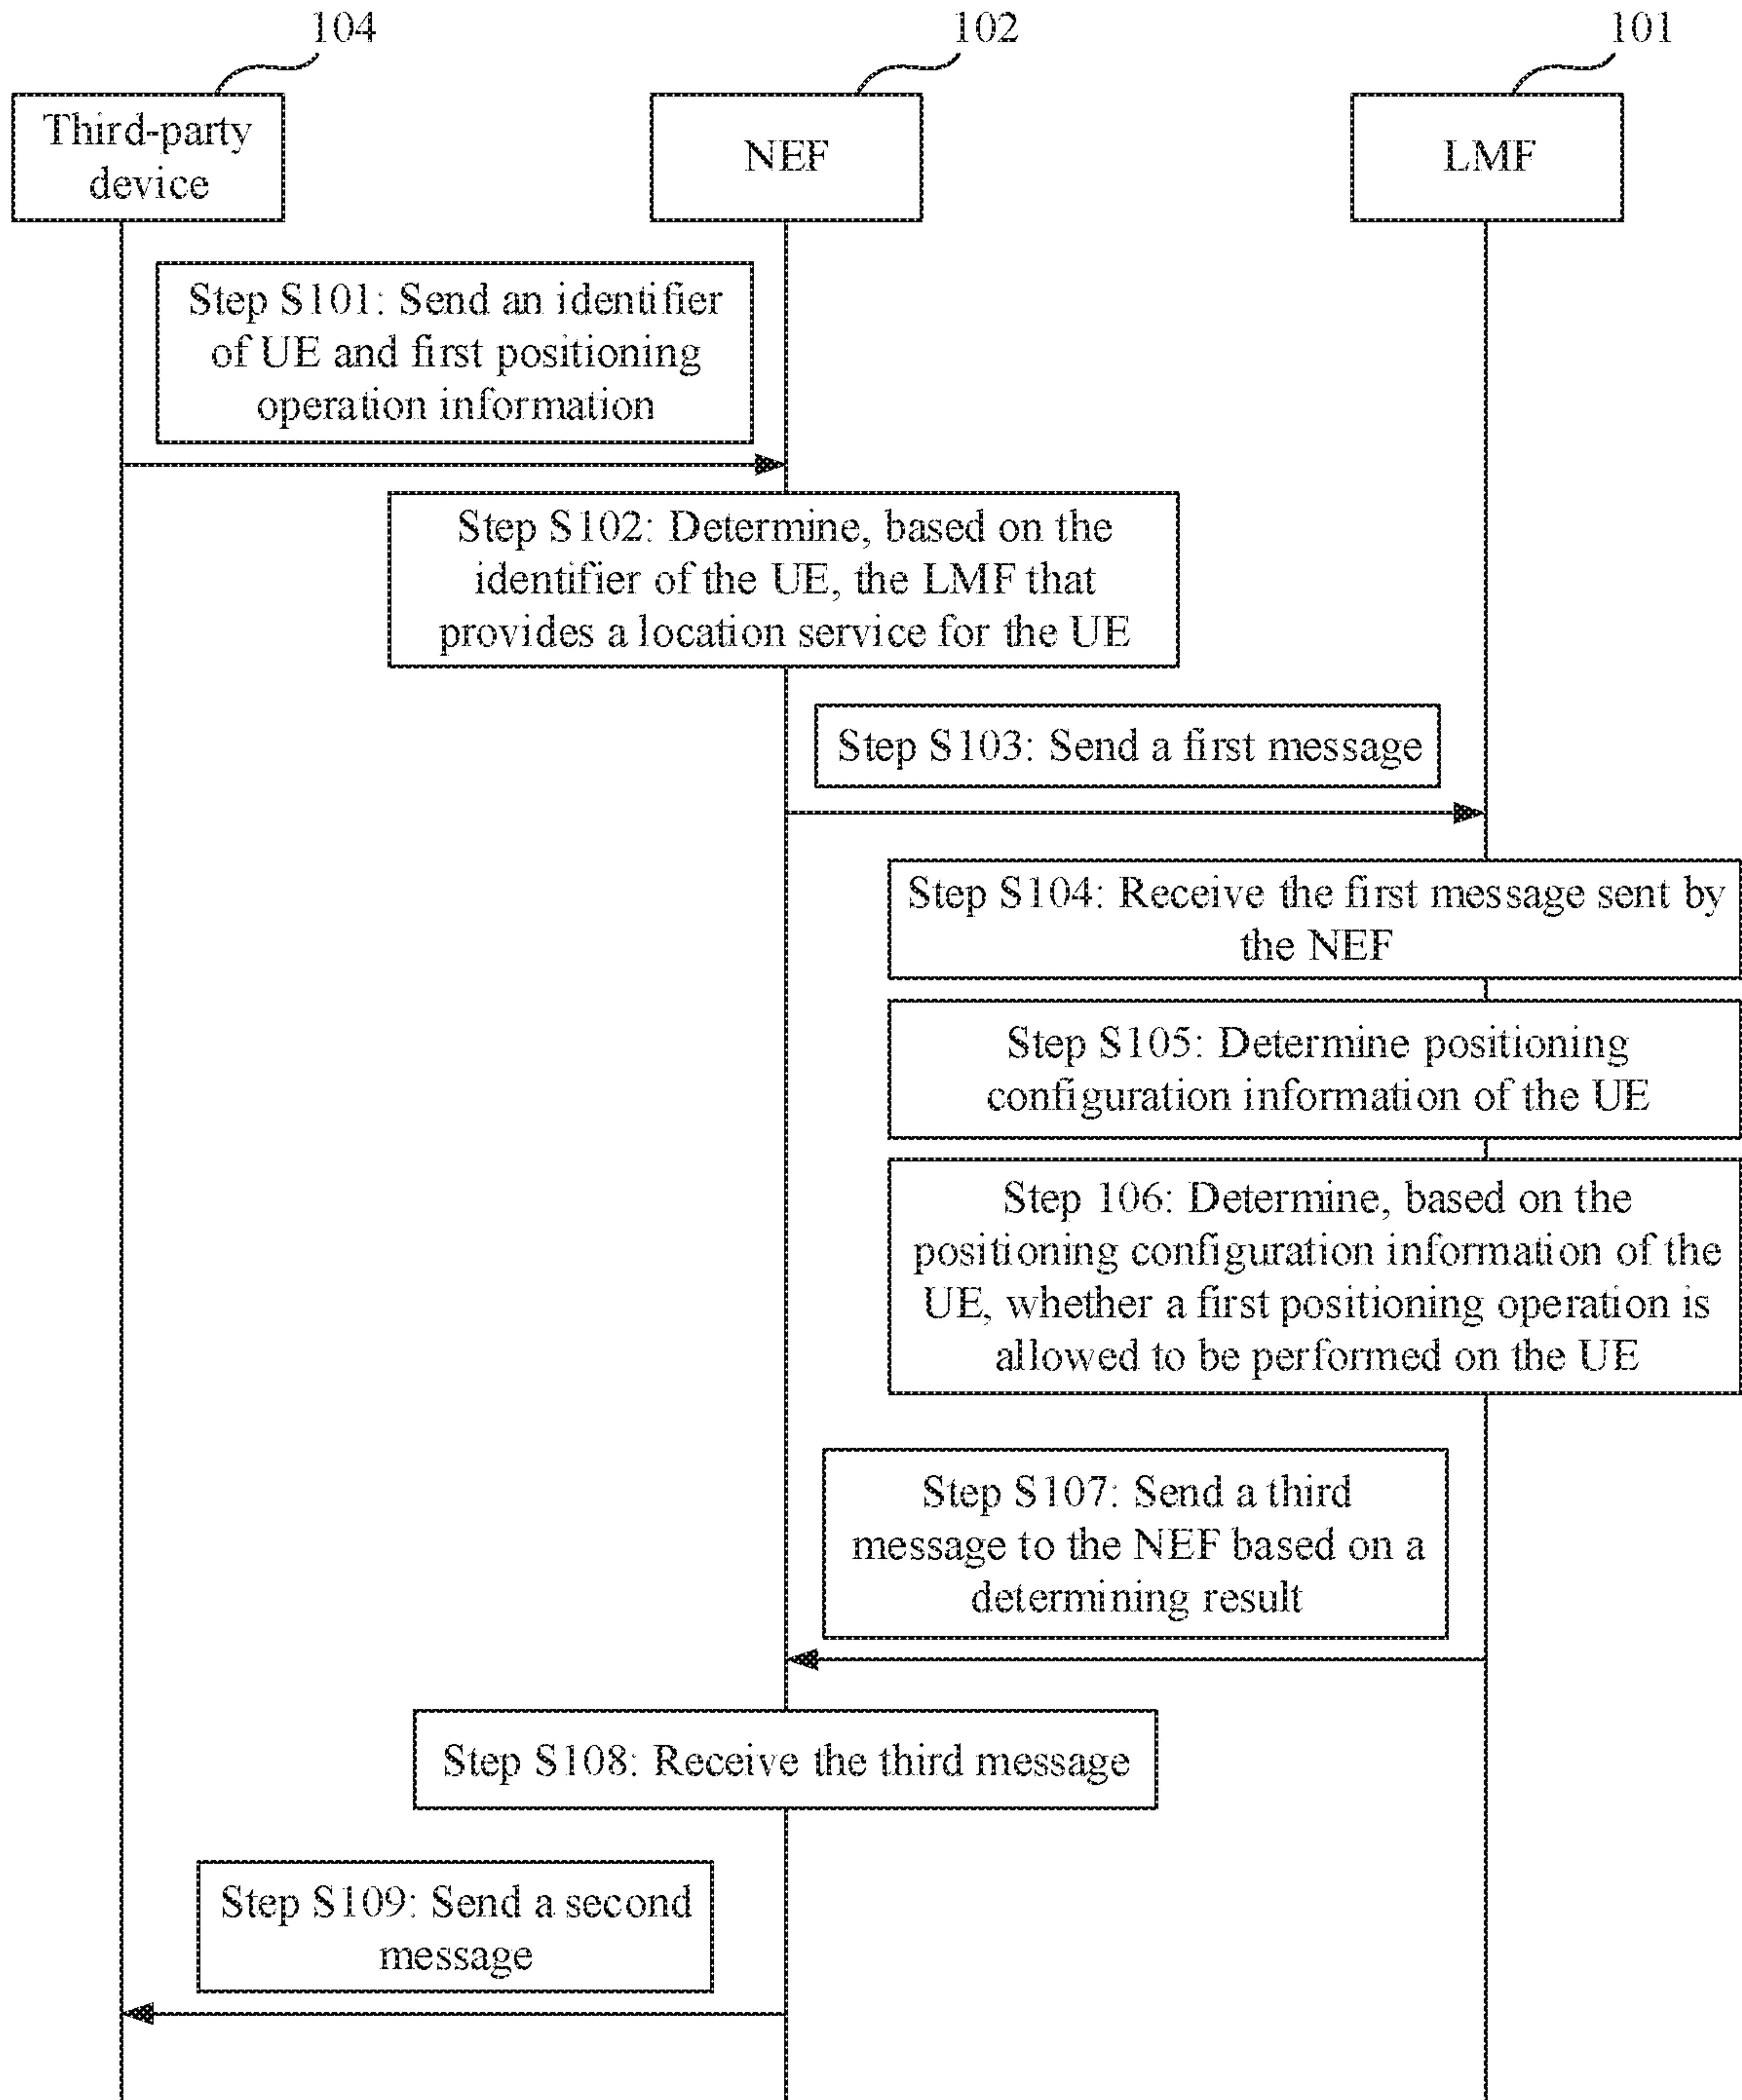 104
102
101
Third-party
device
NEF
LMF
Step S101: Send an identifier
of UE and first positioning
operation information
Step S102: Determine, based on the
identifier of the UE, the LMF that
provides a location service for the UE
Step S103: Send a first message
Step S104: Receive the first message sent by
the NEF
Step S105: Determine positioning
configuration information of the UE
Step 106: Determine, based on the
positioning configuration information of the
UE, whether a first positioning operation is
allowed to be performed on the UE
Step S107: Send a third
message to the NEF based on a
determining result
Step S108: Receive the third message
Step S109: Send a second
message